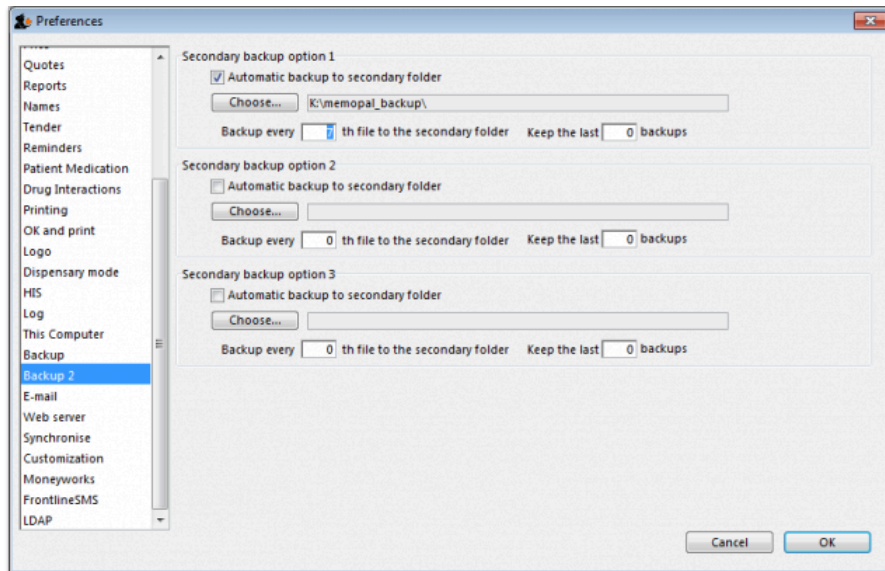 Preferences
Quotes
Reports
Names
Tender
Reminders
Patient Medication
Drug Interactions
Printing
OK and print
Logo
Dispensary mode
HIS
Log
This Computer
Backup
Backup 2
E-mail
Web server
Synchronise
Customization
Moneyworks
FrontlineSMS
LDAP
Secondary backup option 1
Automatic backup to secondary folder
Choose... K:\memopal_backup\
Backup every 7 th file to the secondary folder Keep the last 0 backups
Secondary backup option 2
Automatic backup to secondary folder
Choose...
Backup every 0 th file to the secondary folder Keep the last 0 backups
Secondary backup option 3
Automatic backup to secondary folder
Choose...
Backup every 0 th file to the secondary folder Keep the last 0 backups
Cancel OK